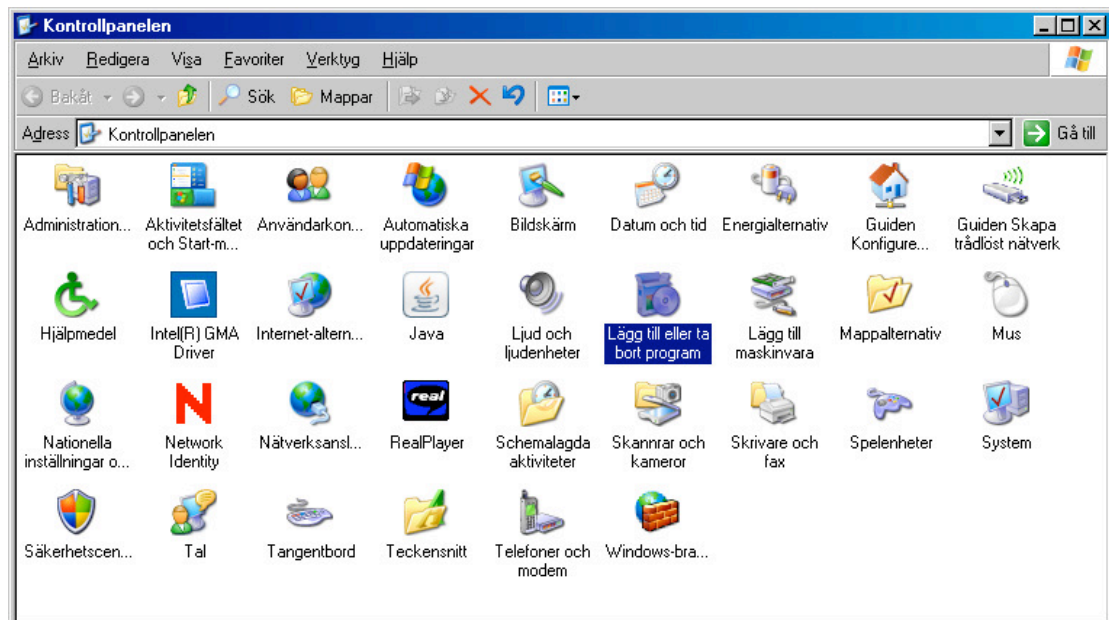 Kontrollpanelen
Arkiv Redigera Visa Favoriter Verktyg Hjälp
Bakåt Sök Mappar
Adress Kontrollpanelen Gå till
Administration... Aktivitetsfältet Användarkon... Automatiska Bildskärm Datum och tid Energialternativ Guiden Guiden Skapa
och Start-m... uppdateringar Konfigure... trådlöst nätverk
Hjälpmedel Intel(R) GMA Internet-altern... Java Ljud och Lägg till eller ta Lägg till Mappalternativ Mus
Driver ljudenheter bort program maskinvara
real
Nationella Network Nätverksansl... RealPlayer Schemalagda Skannrar och Skrivare och Spelenheter System
inställningar o... Identity aktiviteter kameror fax
Säkerhetscen... Tal Tangentbord Teckensnitt Telefoner och Windows-bra...
modem